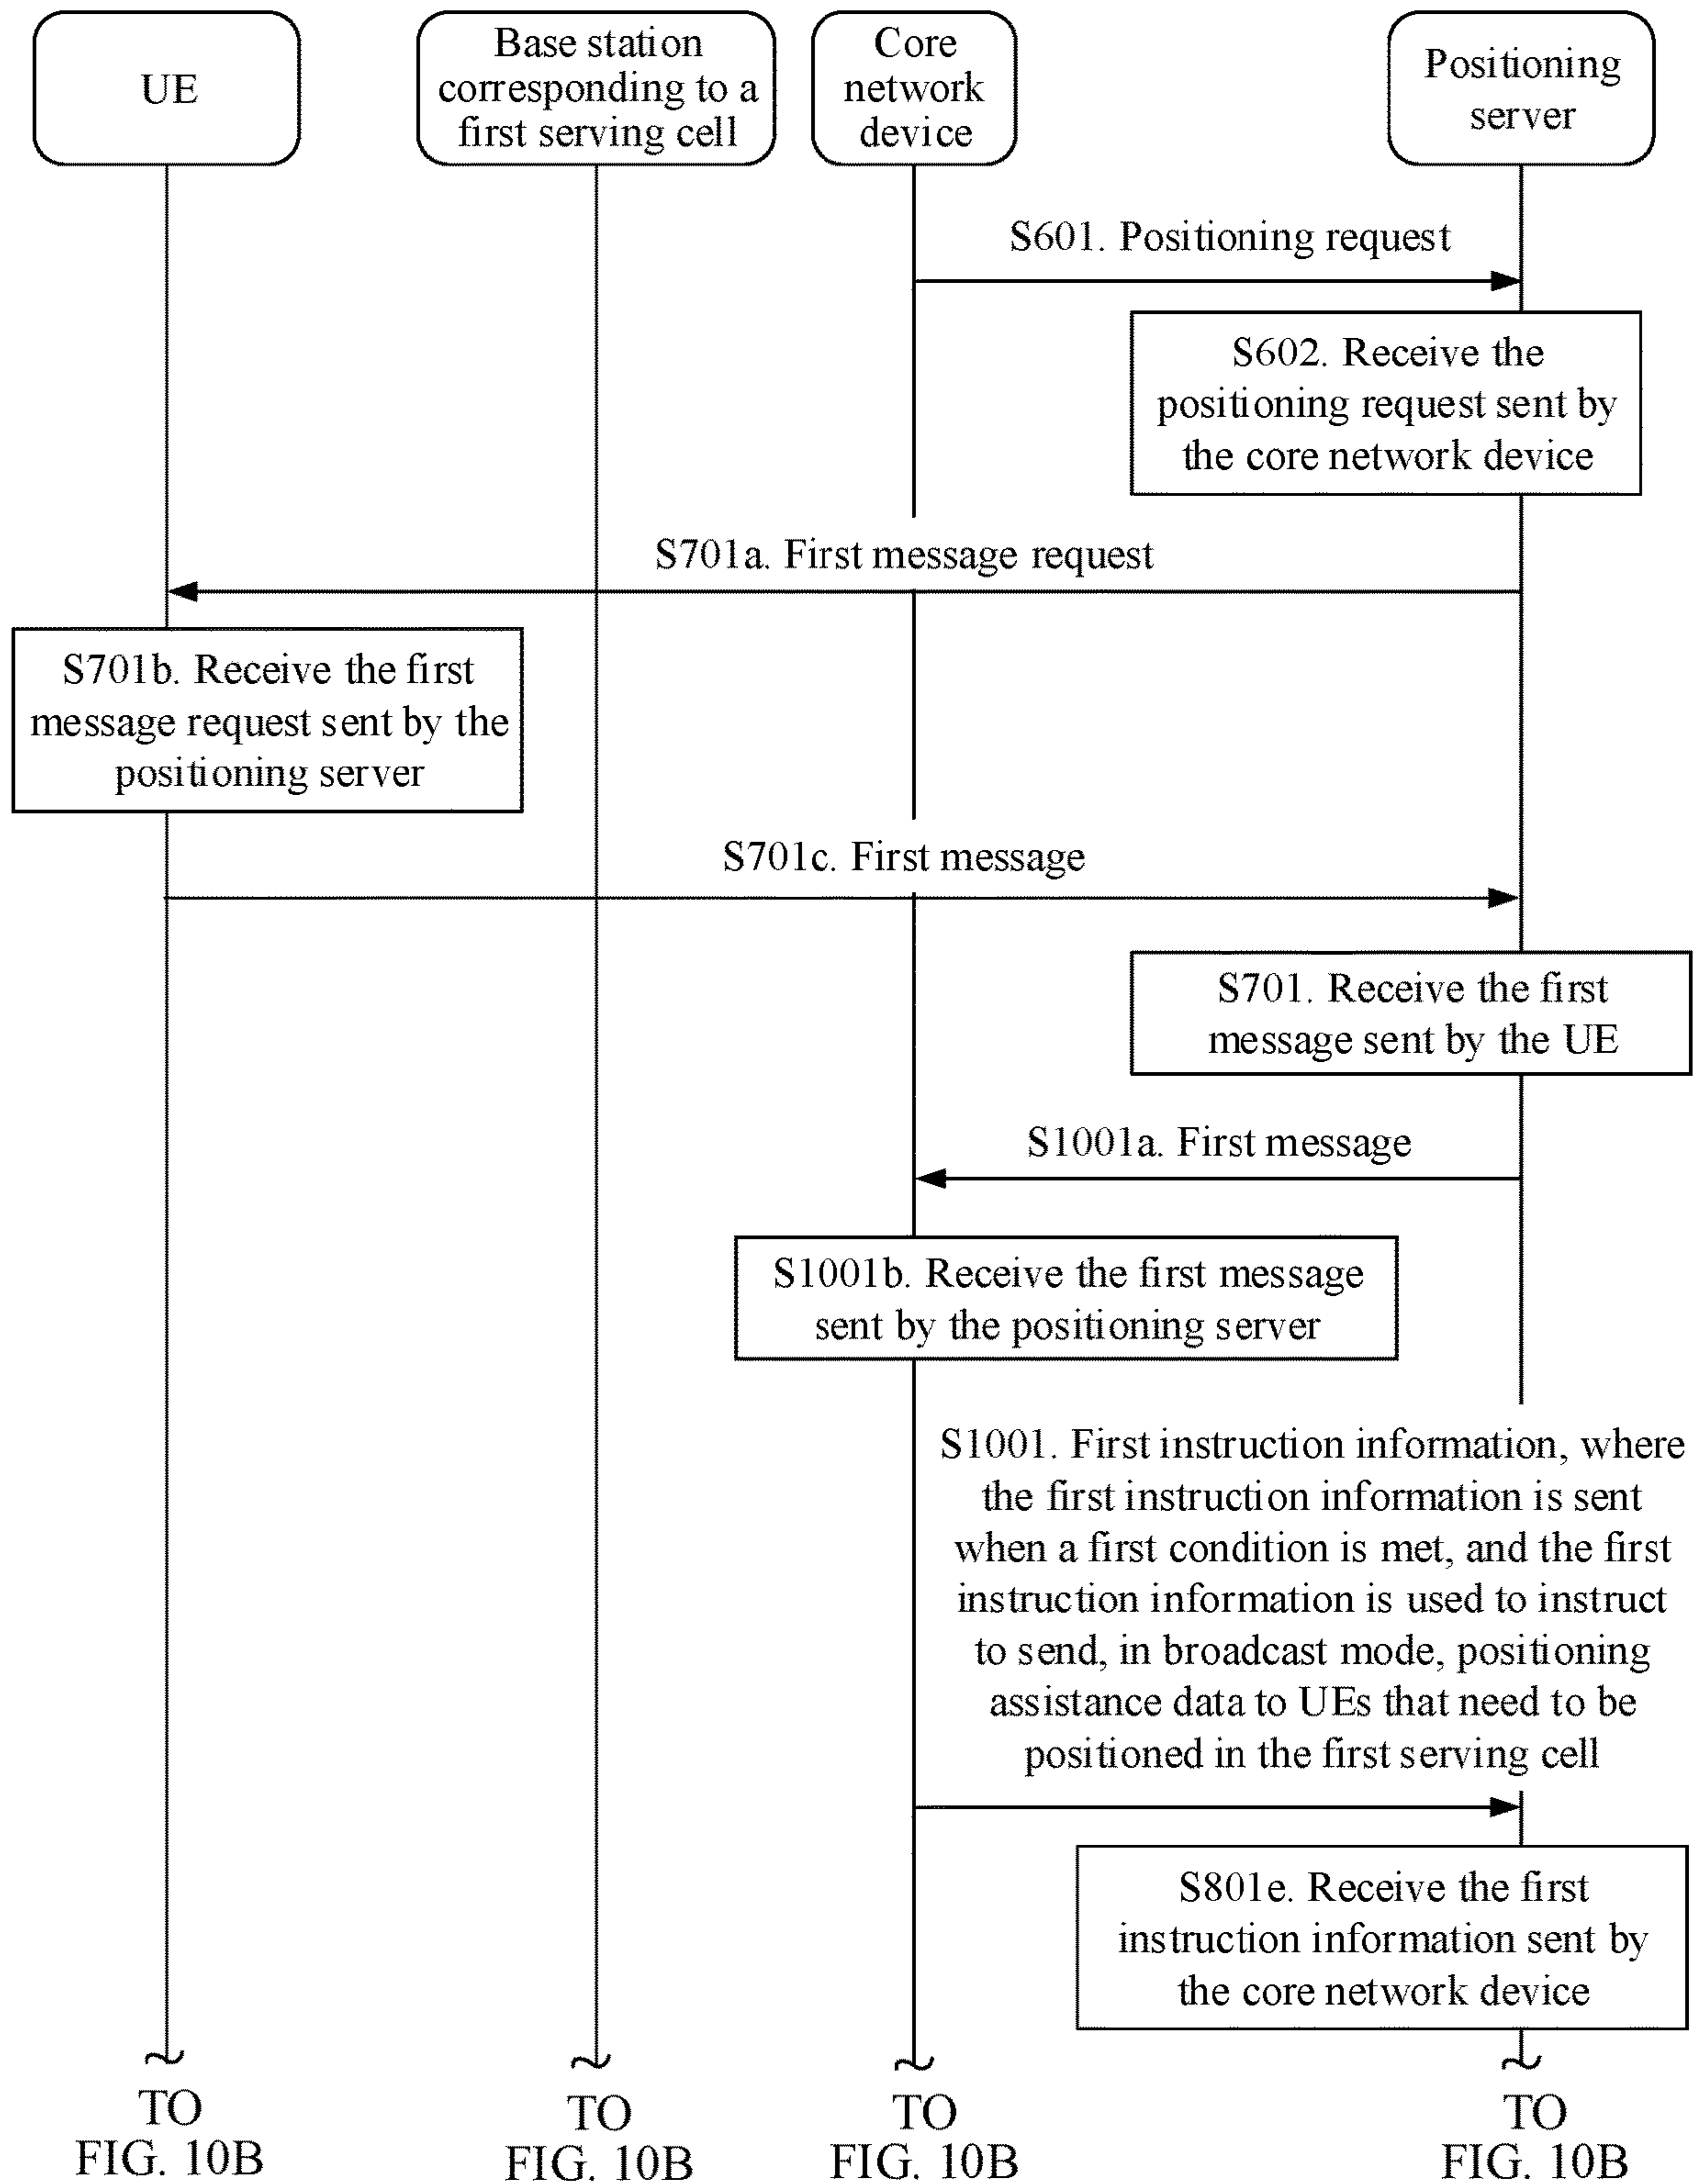 UE
Base station
corresponding to a
first serving cell
Core
network
device
Positioning
server
S601. Positioning request
S602. Receive the
positioning request sent by
the core network device
S701a. First message request
S701b. Receive the first
message request sent by the
positioning server
S701c. First message
S701. Receive the first
message sent by the UE
S1001a. First message
S1001b. Receive the first message
sent by the positioning server
S1001. First instruction information, where
the first instruction information is sent
when a first condition is met, and the first
instruction information is used to instruct
to send, in broadcast mode, positioning
assistance data to UEs that need to be
positioned in the first serving cell
S801e. Receive the first
instruction information sent by
the core network device
TO
FIG. 10B
TO
FIG. 10B
TO
FIG. 10B
TO
FIG. 10B